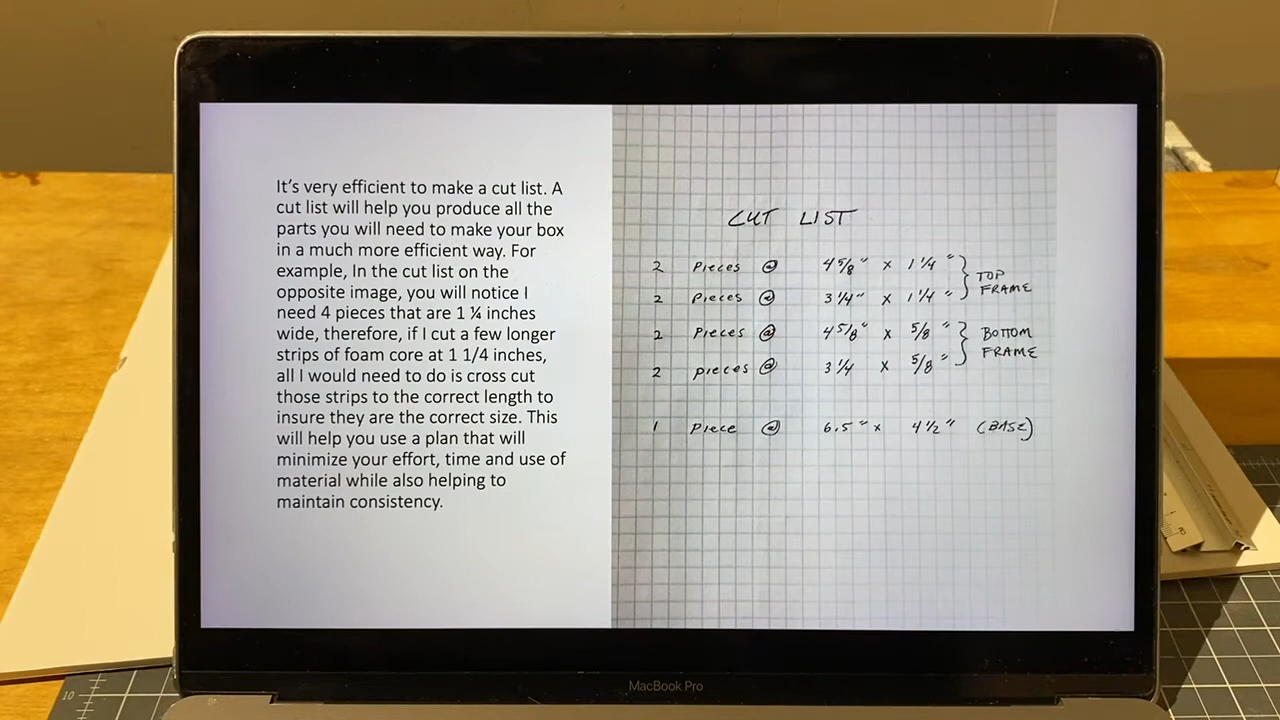 It's very efficient to make a cut list. A
cut list will help you produce all the
parts you will need to make your box
in a much more efficient way. For
example, In the cut list on the
opposite image, you will notice I
need 4 pieces that are 1 ¼ inches
wide, therefore, if I cut a few longer
strips of foam core at 1 1/4 inches,
all I would need to do is cross cut
those strips to the correct length to
insure they are the correct size. This
will help you use a plan that will
minimize your effort, time and use of
material while also helping to
maintain consistency.
CUT LIST
2 Pieces @ 4 5/8" x 1 1/4"
2 Pieces @ 3 1/4" x 1 1/4"
TOP
FRAME
2 Pieces @ 4 5/8" x 5/8"
2 pieces @ 3 1/4 x 5/8"
BOTTOM
FRAME
1 Piece @ 6.5" x 4 1/2" (BASE)
MacBook Pro
10